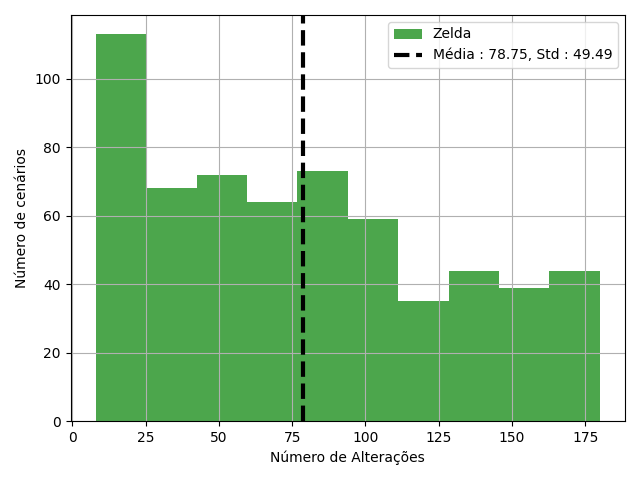 Zelda
Média : 78.75, Std : 49.49
100
80
60
40
20
0
Número de cenários
0 25 50 75 100 125 150 175
Número de Alterações